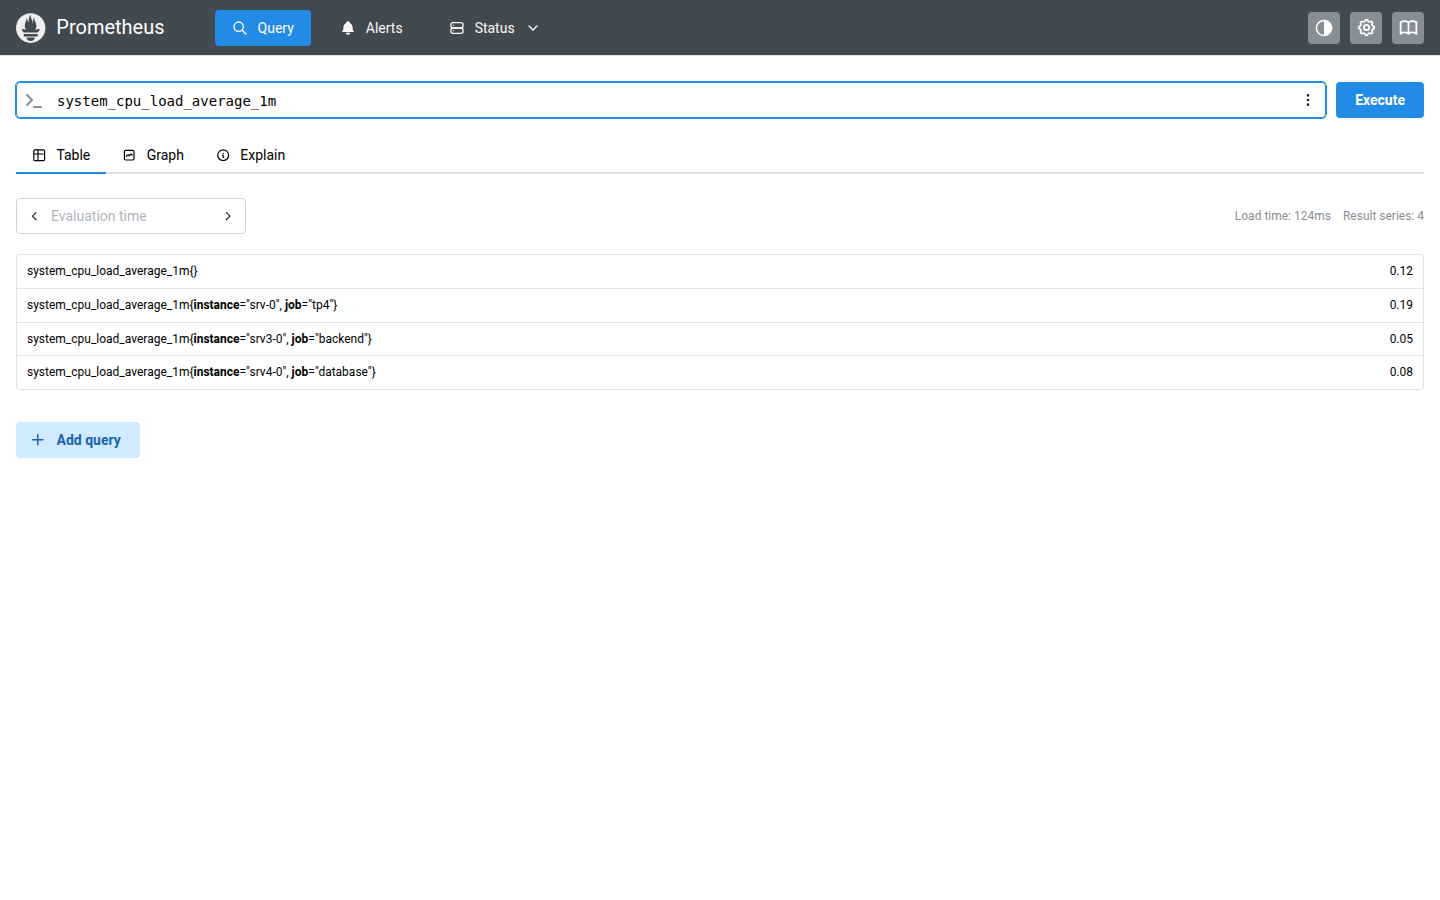 Prometheus Query Alerts Status
system_cpu_load_average_1m Execute
Table Graph Explain
Evaluation time Load time: 124ms Result series: 4
system_cpu_load_average_1m{} 0.12
system_cpu_load_average_1m{instance="srv-0", job="tp4"} 0.19
system_cpu_load_average_1m{instance="srv3-0", job="backend"} 0.05
system_cpu_load_average_1m{instance="srv4-0", job="database"} 0.08
Add query